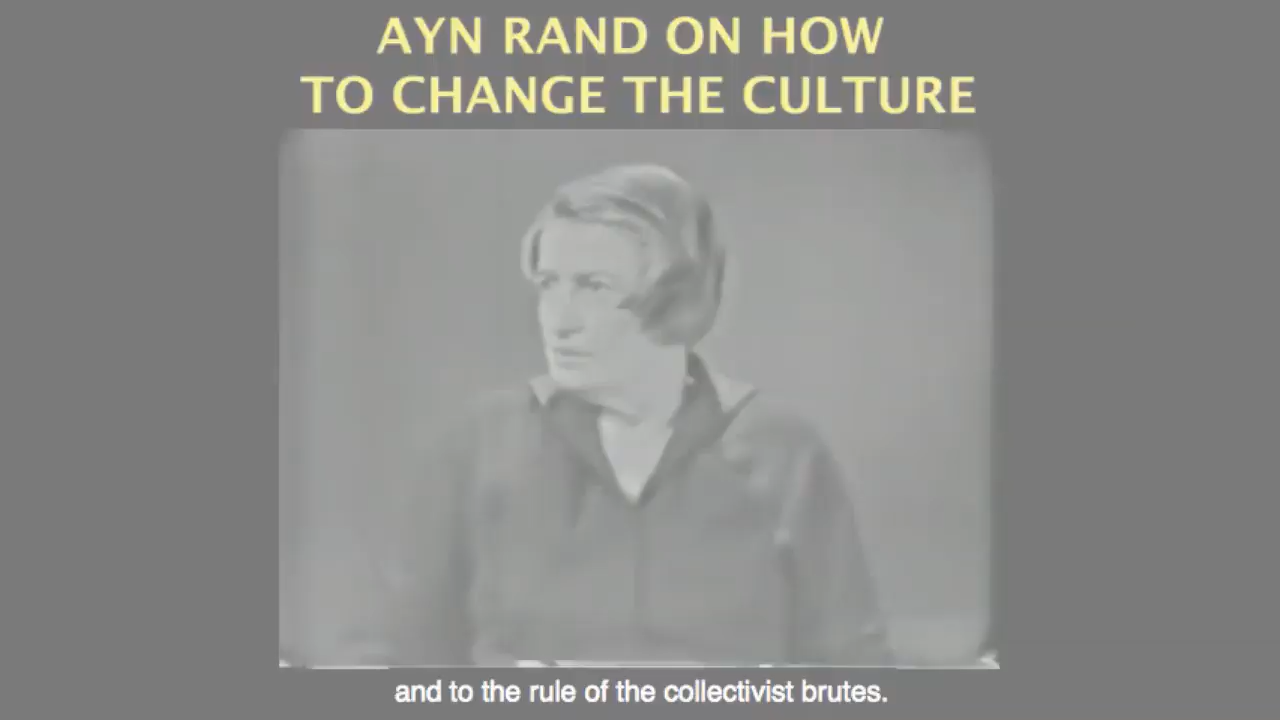 AYN RAND ON HOW
TO CHANGE THE CULTURE
and to the rule of the collectivist brutes.